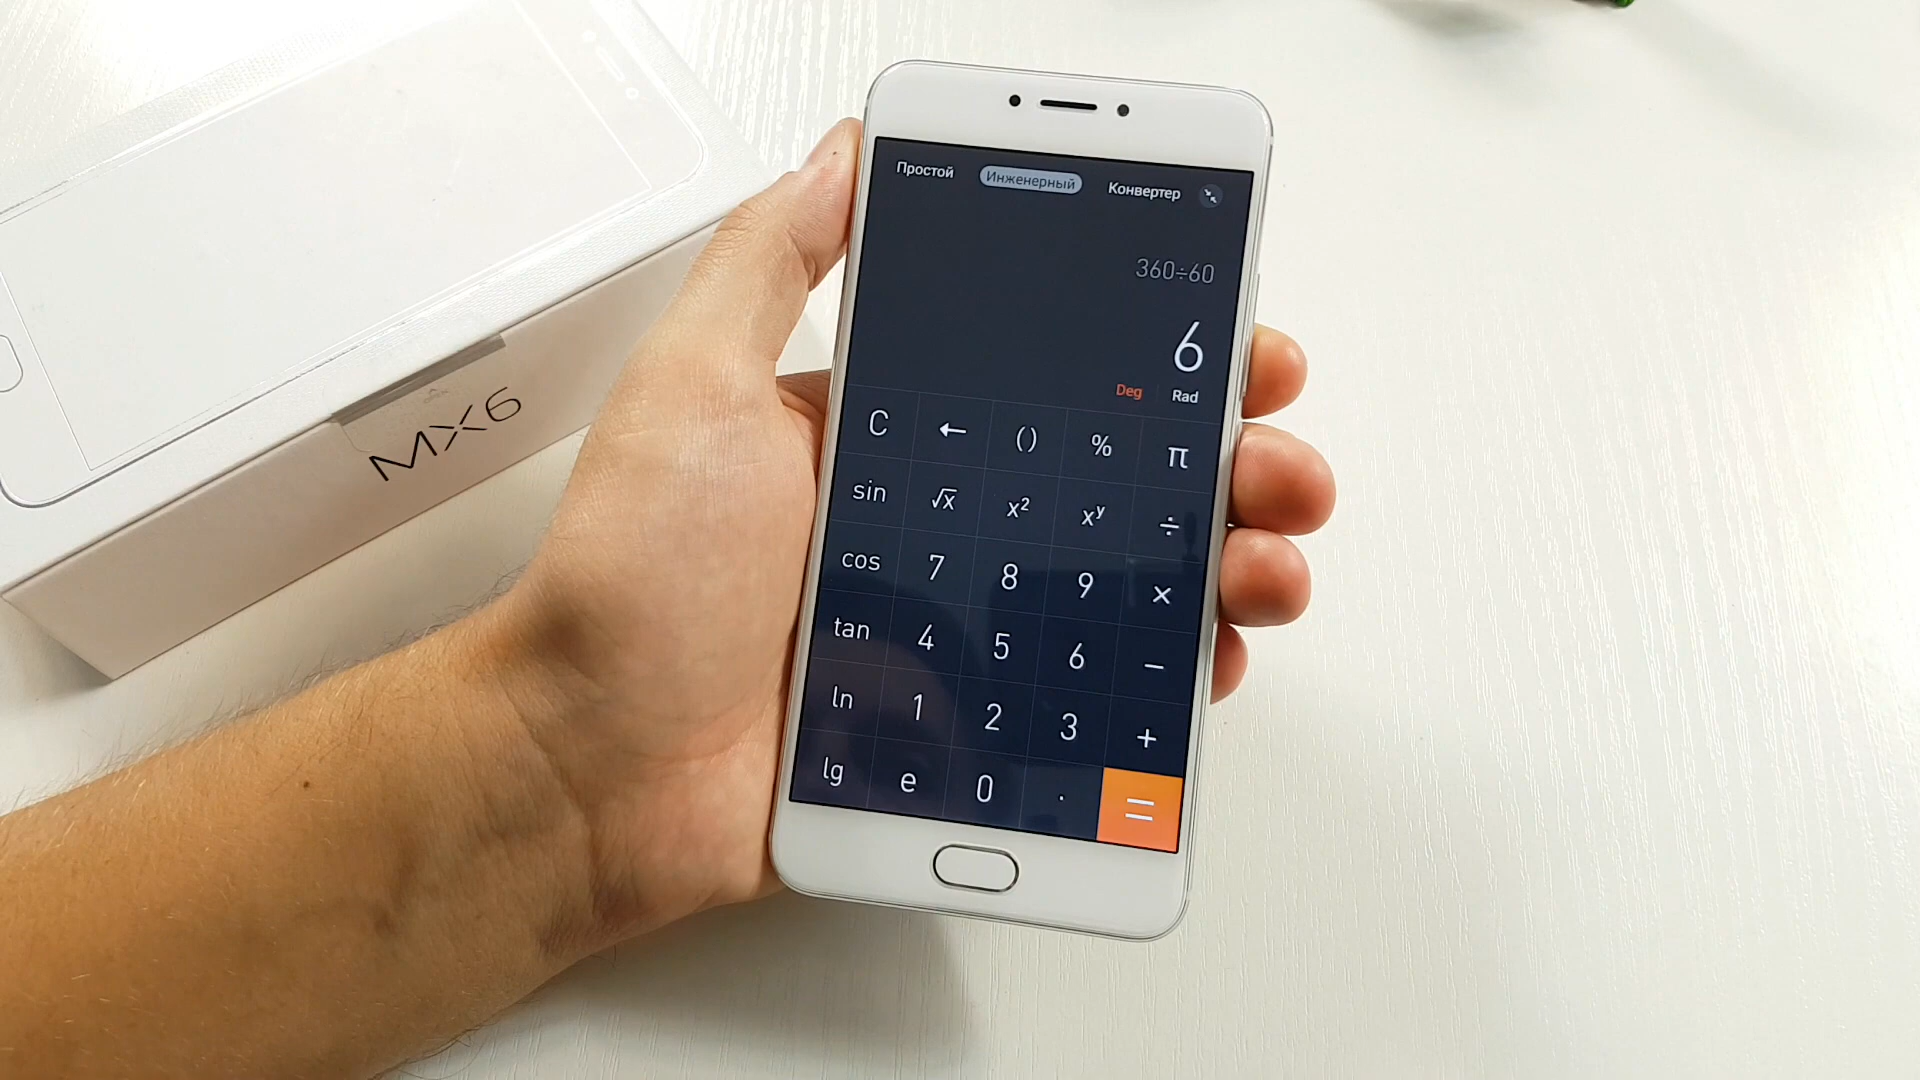 MX6
Простой Инженерный Конвертер
360÷60
6
Deg Rad
C ← () % π
sin √x x² xʸ ÷
cos 7 8 9 ×
tan 4 5 6 −
ln 1 2 3 +
lg e 0 . =